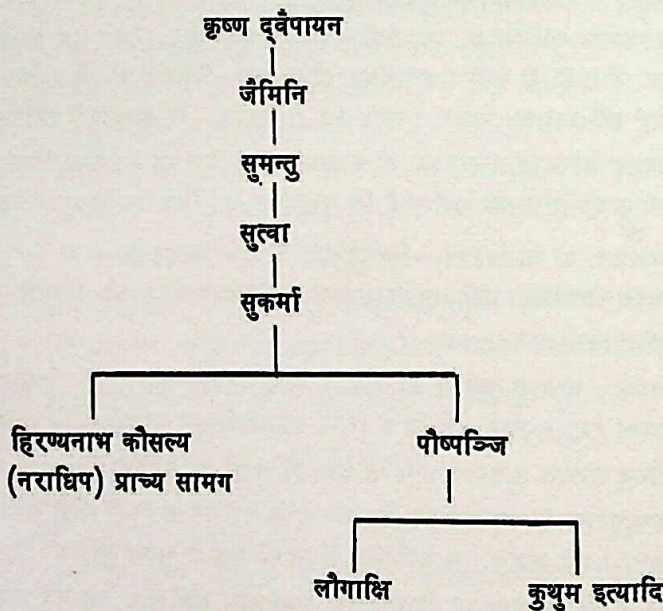 कृष्ण द्वैपायन
जैमिनि
सुमन्तु
सुत्वा
सुकर्मा
हिरण्यनाभ कौसल्य
(नराधिप) प्राच्य सामग
पौष्पञ्जि
लौगाक्षि
कुथुम इत्यादि